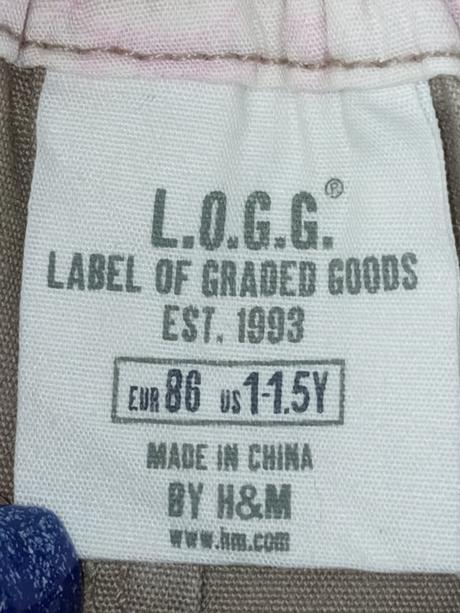 L.O.G.G.®
LABEL OF GRADED GOODS
EST. 1993
EUR 86 US 1-1.5Y
MADE IN CHINA
BY H&M
www.hm.com